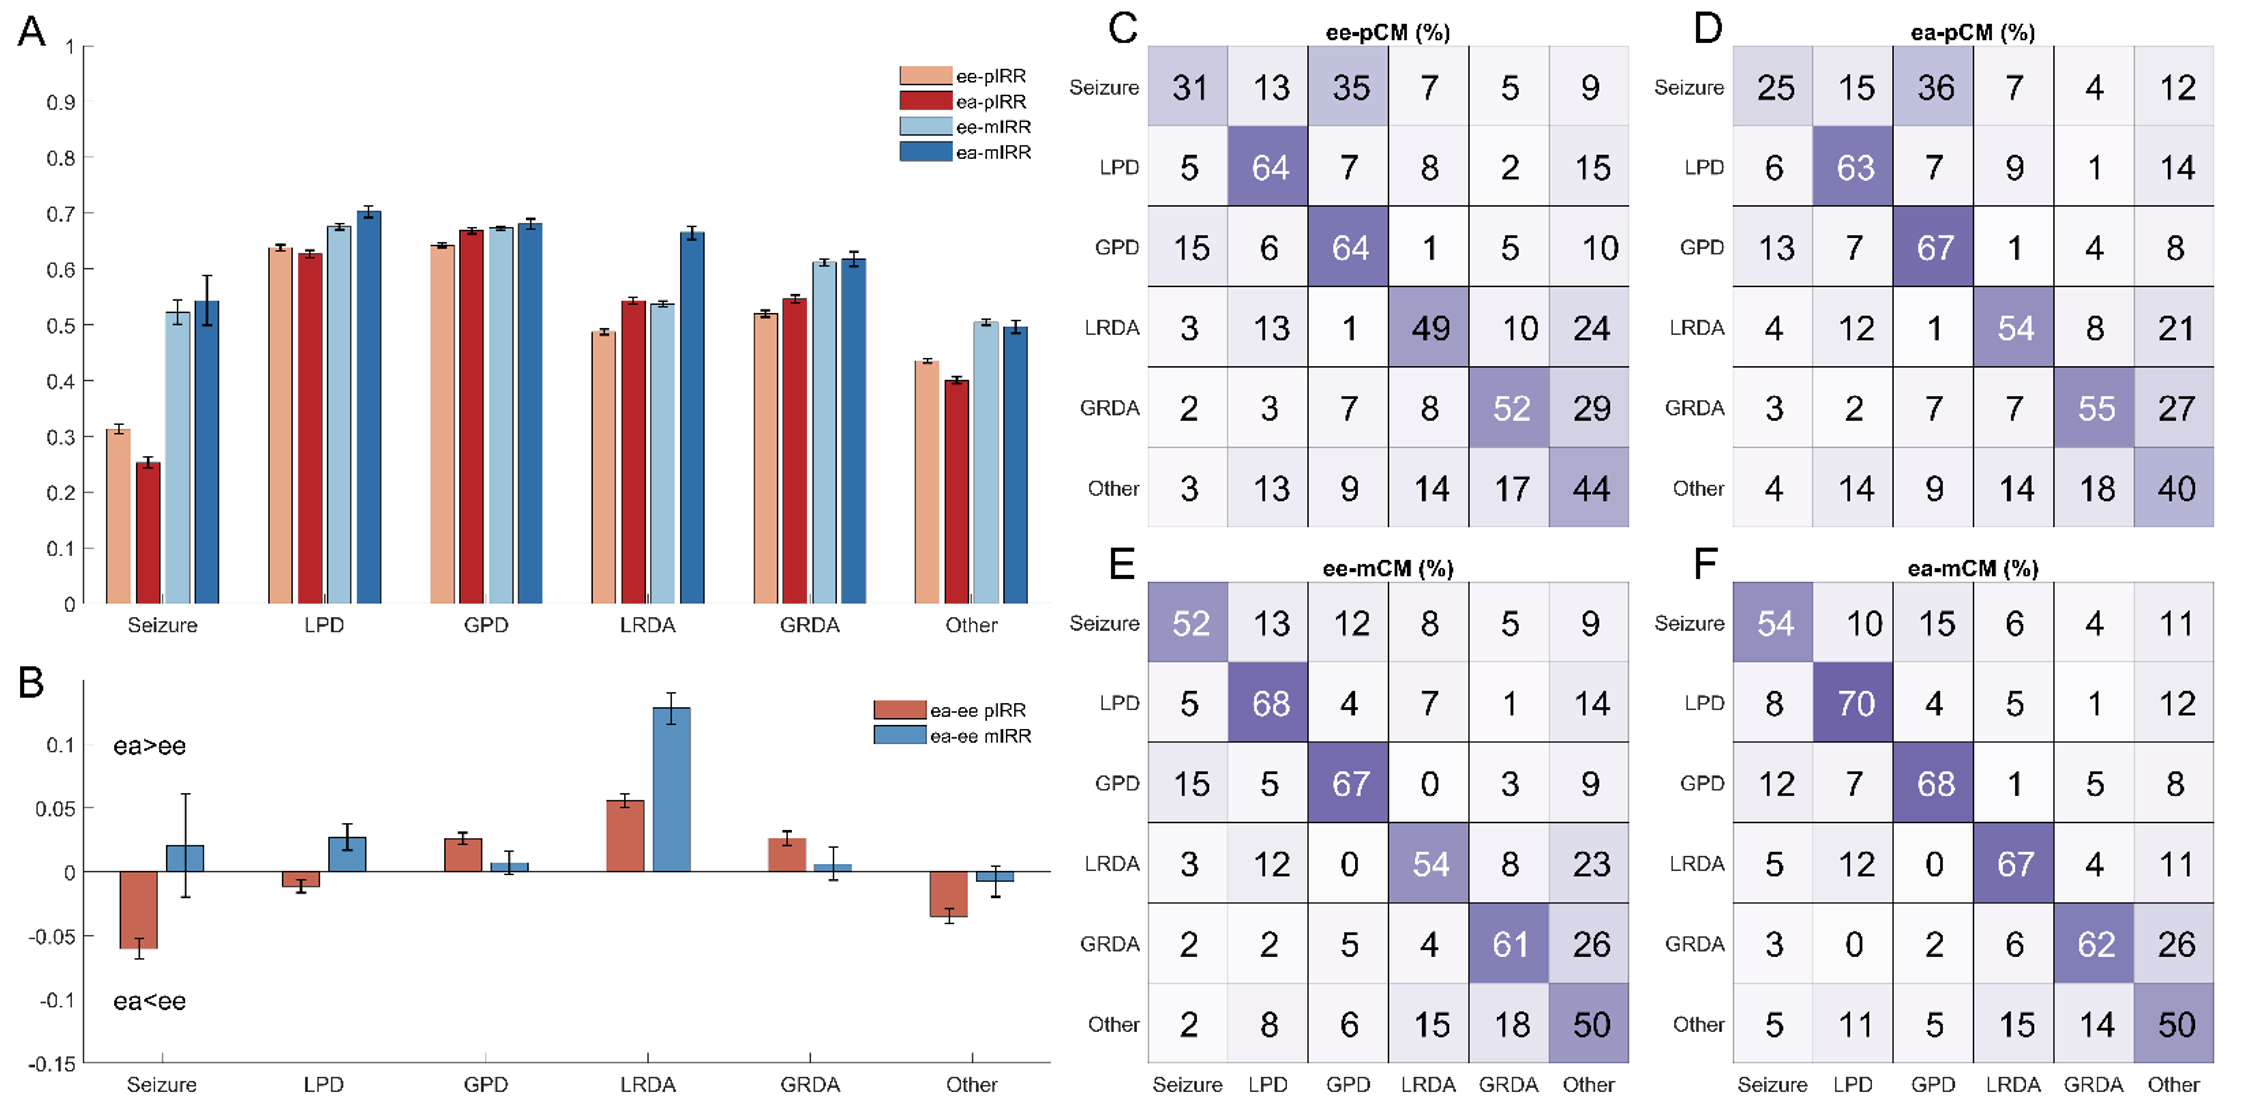 A
1
0.9
0.8
0.7
0.6
0.5
0.4
0.3
0.2
0.1
0
ee-pIRR
ea-pIRR
ee-mIRR
ea-mIRR
Seizure LPD GPD LRDA GRDA Other
B
0.1
0.05
0
-0.05
-0.1
-0.15
ea>ee
ea<ee
ea-ee pIRR
ea-ee mIRR
Seizure LPD GPD LRDA GRDA Other
C
ee-pCM (%)
Seizure 31 13 35 7 5 9
LPD 5 64 7 8 2 15
GPD 15 6 64 1 5 10
LRDA 3 13 1 49 10 24
GRDA 2 3 7 8 52 29
Other 3 13 9 14 17 44
D
ea-pCM (%)
Seizure 25 15 36 7 4 12
LPD 6 63 7 9 1 14
GPD 13 7 67 1 4 8
LRDA 4 12 1 54 8 21
GRDA 3 2 7 7 55 27
Other 4 14 9 14 18 40
E
ee-mCM (%)
Seizure 52 13 12 8 5 9
LPD 5 68 4 7 1 14
GPD 15 5 67 0 3 9
LRDA 3 12 0 54 8 23
GRDA 2 2 5 4 61 26
Other 2 8 6 15 18 50
Seizure LPD GPD LRDA GRDA Other
F
ea-mCM (%)
Seizure 54 10 15 6 4 11
LPD 8 70 4 5 1 12
GPD 12 7 68 1 5 8
LRDA 5 12 0 67 4 11
GRDA 3 0 2 6 62 26
Other 5 11 5 15 14 50
Seizure LPD GPD LRDA GRDA Other